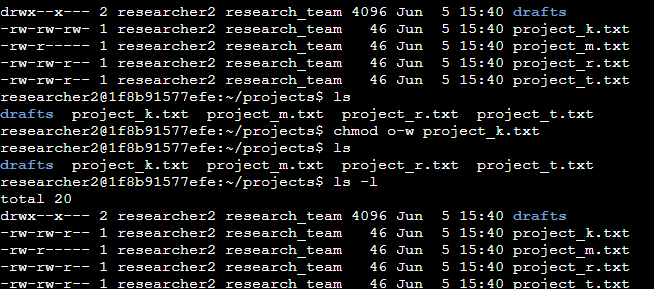 drwx--x--- 2 researcher2 research_team 4096 Jun  5 15:40 drafts
-rw-rw-rw- 1 researcher2 research_team   46 Jun  5 15:40 project_k.txt
-rw-r----- 1 researcher2 research_team   46 Jun  5 15:40 project_m.txt
-rw-rw-r-- 1 researcher2 research_team   46 Jun  5 15:40 project_r.txt
-rw-rw-r-- 1 researcher2 research_team   46 Jun  5 15:40 project_t.txt
researcher2@1f8b91577efe:~/projects$ ls
drafts  project_k.txt  project_m.txt  project_r.txt  project_t.txt
researcher2@1f8b91577efe:~/projects$ chmod o-w project_k.txt
researcher2@1f8b91577efe:~/projects$ ls
drafts  project_k.txt  project_m.txt  project_r.txt  project_t.txt
researcher2@1f8b91577efe:~/projects$ ls -l
total 20
drwx--x--- 2 researcher2 research_team 4096 Jun  5 15:40 drafts
-rw-rw-r-- 1 researcher2 research_team   46 Jun  5 15:40 project_k.txt
-rw-r----- 1 researcher2 research_team   46 Jun  5 15:40 project_m.txt
-rw-rw-r-- 1 researcher2 research_team   46 Jun  5 15:40 project_r.txt
-rw-rw-r-- 1 researcher2 research_team   46 Jun  5 15:40 project_t.txt